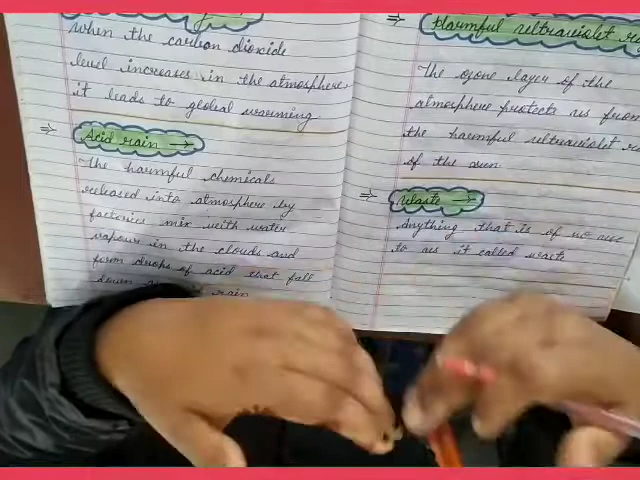 when the carbon dioxide
level increases in the atmosphere.
it leads to global warming.
⇒ Acid rain →
The harmful chemicals
released into atmosphere by
factories mix with water
vapour in the clouds and
form drops of acid that fall
down rain
⇒ Harmful ultraviolet
The ozone layer of the
atmosphere protects us from
the harmful ultraviolet
of the sun.
⇒ Waste →
Anything that is of no use
to us it called waste